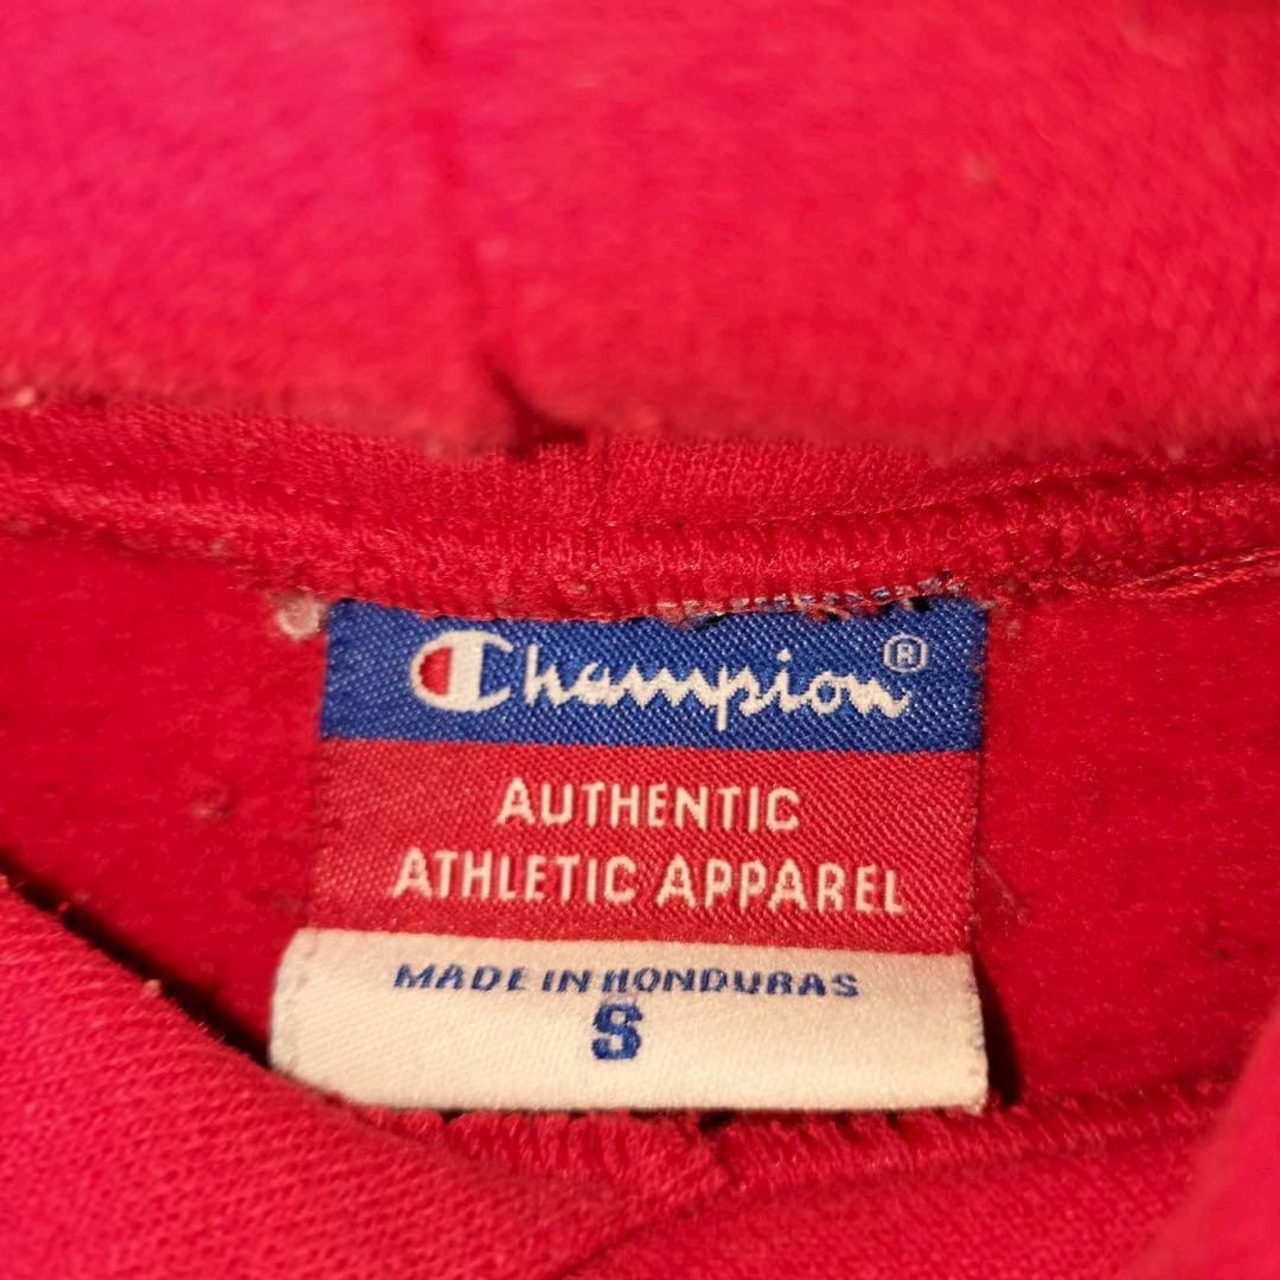 Champion®
AUTHENTIC
ATHLETIC APPAREL
MADE IN HONDURAS
S